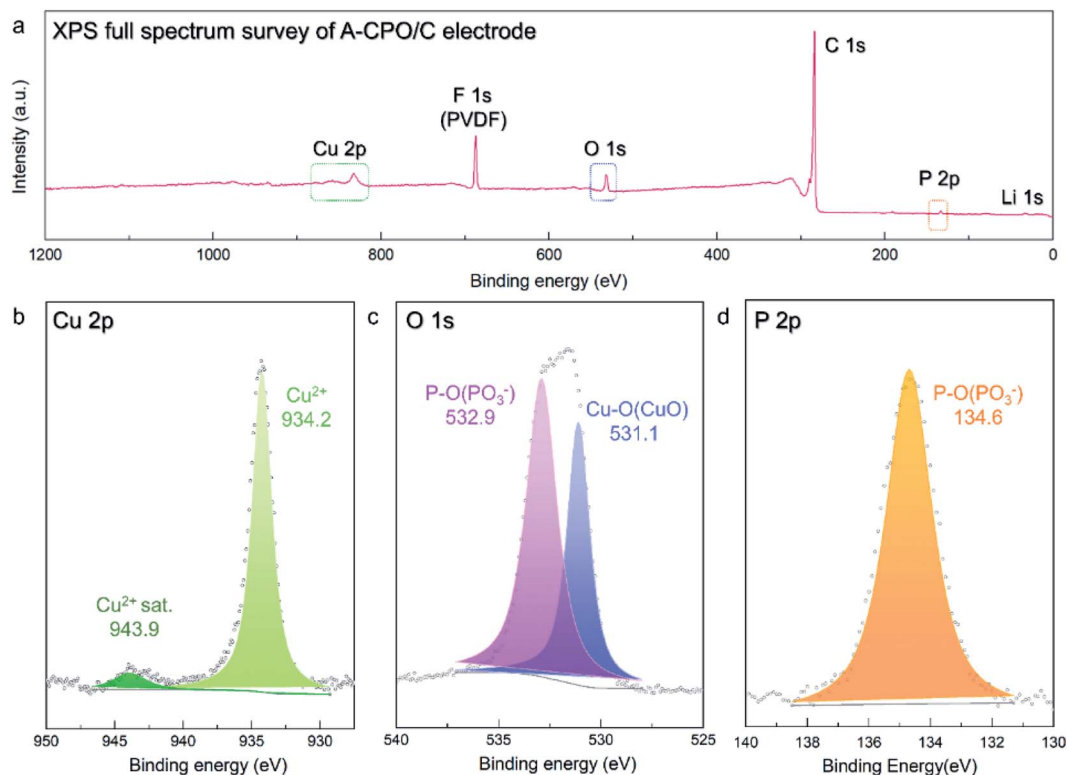 a
XPS full spectrum survey of A-CPO/C electrode
Intensity (a.u.)
Cu 2p
F 1s
(PVDF)
O 1s
C 1s
P 2p
Li 1s
1200
1000
800
600
400
200
0
Binding energy (eV)
b
Cu 2p
Cu²⁺
934.2
Cu²⁺ sat.
943.9
950
945
940
935
930
Binding energy (eV)
c
O 1s
P-O(PO₃⁻)
532.9
Cu-O(CuO)
531.1
540
535
530
525
Binding energy (eV)
d
P 2p
P-O(PO₃⁻)
134.6
140
138
136
134
132
130
Binding Energy(eV)